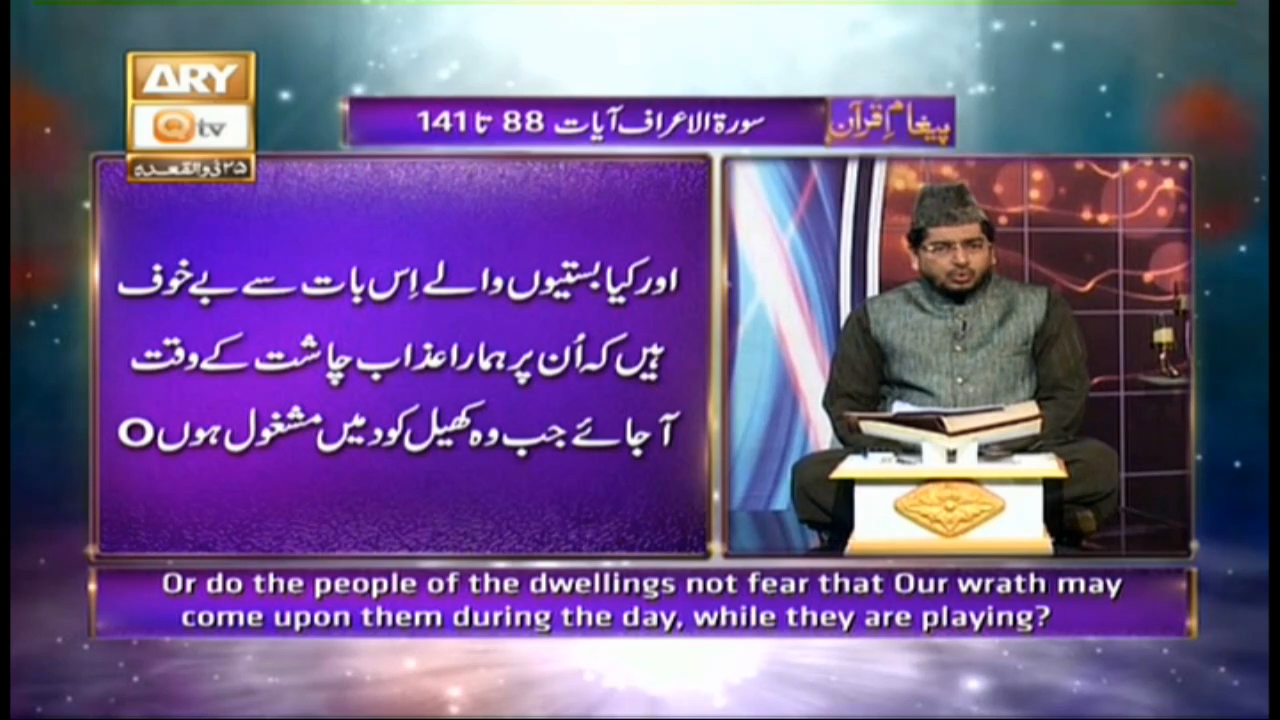 ARY
Qtv
۲۵ ذوالقعدہ
پیغامِ قرآن
سورۃ الاعراف آیات 88 تا 141
اور کیا بستیوں والے اِس بات سے بے خوف
ہیں کہ اُن پر ہمارا عذاب چاشت کے وقت
آ جائے جب وہ کھیل کود میں مشغول ہوں O
Or do the people of the dwellings not fear that Our wrath may
come upon them during the day, while they are playing?